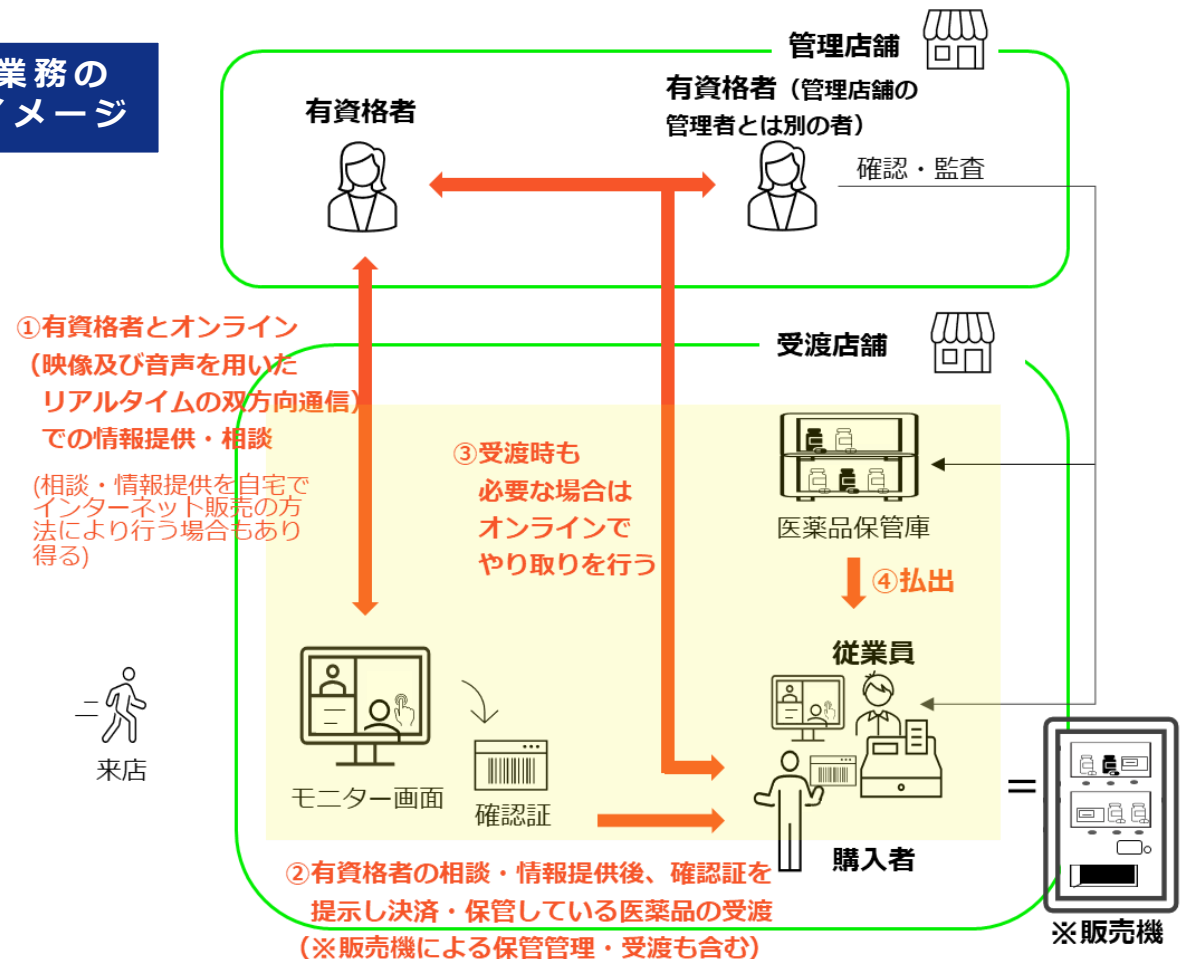 業務の
イメージ
管理店舗
有資格者
有資格者（管理店舗の
管理者とは別の者）
確認・監査
①有資格者とオンライン
（映像及び音声を用いた
リアルタイムの双方向通信）
での情報提供・相談
(相談・情報提供を自宅で
インターネット販売の方
法により行う場合もあり
得る)
受渡店舗
③受渡時も
必要な場合は
オンラインで
やり取りを行う
医薬品保管庫
④払出
従業員
来店
モニター画面
確認証
＝
購入者
②有資格者の相談・情報提供後、確認証を
提示し決済・保管している医薬品の受渡
（※販売機による保管管理・受渡も含む）
※販売機